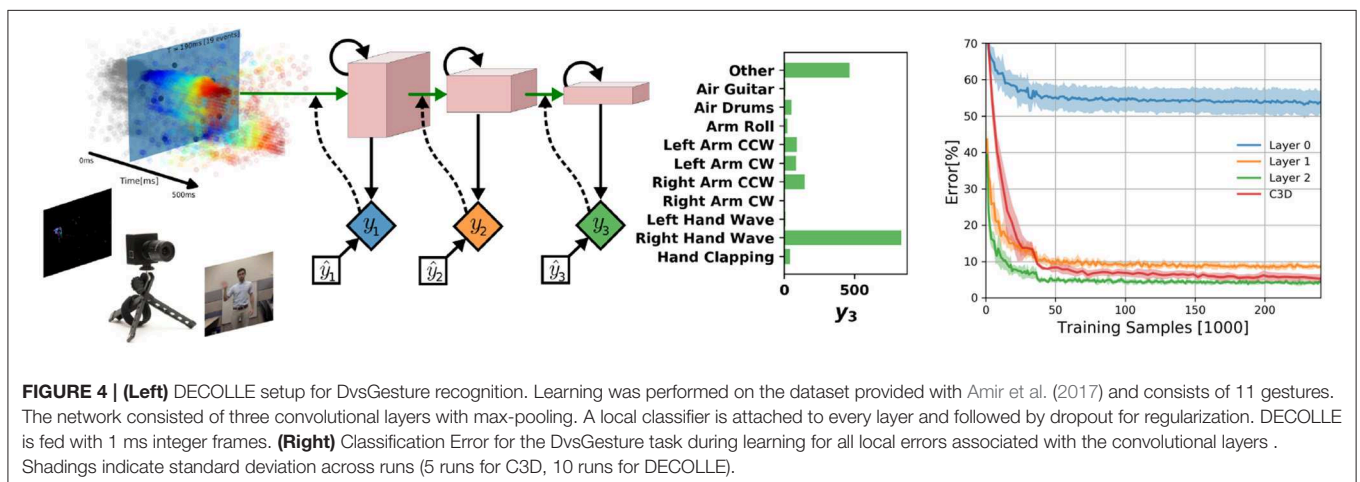 T = 190ms [19 events]
0ms
Time[ms]
500ms
y1
y2
y3
ŷ1
ŷ2
ŷ3
Other
Air Guitar
Air Drums
Arm Roll
Left Arm CCW
Left Arm CW
Right Arm CCW
Right Arm CW
Left Hand Wave
Right Hand Wave
Hand Clapping
0
500
y3
Error[%]
70
60
50
40
30
20
10
0
Layer 0
Layer 1
Layer 2
C3D
0
50
100
150
200
Training Samples [1000]
FIGURE 4 | (Left) DECOLLE setup for DvsGesture recognition. Learning was performed on the dataset provided with Amir et al. (2017) and consists of 11 gestures.
The network consisted of three convolutional layers with max-pooling. A local classifier is attached to every layer and followed by dropout for regularization. DECOLLE
is fed with 1 ms integer frames. (Right) Classification Error for the DvsGesture task during learning for all local errors associated with the convolutional layers .
Shadings indicate standard deviation across runs (5 runs for C3D, 10 runs for DECOLLE).